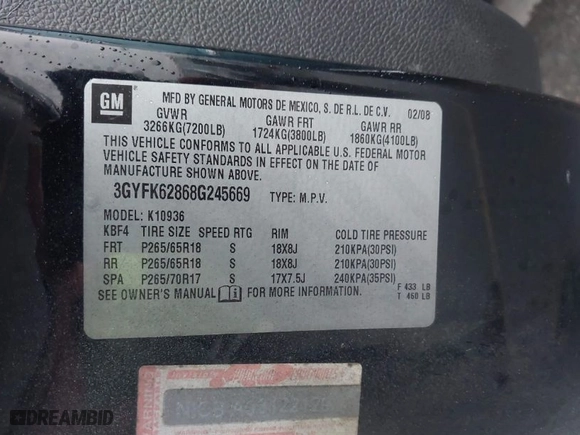 GM
MFD BY GENERAL MOTORS DE MEXICO, S. DE R.L. DE C.V. 02/08
GVWR GAWR FRT GAWR RR
3266KG(7200LB) 1724KG(3800LB) 1860KG(4100LB)
THIS VEHICLE CONFORMS TO ALL APPLICABLE U.S. FEDERAL MOTOR
VEHICLE SAFETY STANDARDS IN EFFECT ON THE DATE OF
MANUFACTURE SHOWN ABOVE.
3GYFK62868G245669 TYPE: M.P.V.
MODEL: K10936
KBF4 TIRE SIZE SPEED RTG RIM COLD TIRE PRESSURE
FRT P265/65R18 S 18X8J 210KPA(30PSI)
RR P265/65R18 S 18X8J 210KPA(30PSI)
SPA P265/70R17 S 17X7.5J 240KPA(35PSI)
SEE OWNER'S MANUAL FOR MORE INFORMATION.
F 433 LB
T 460 LB
DREAMBID